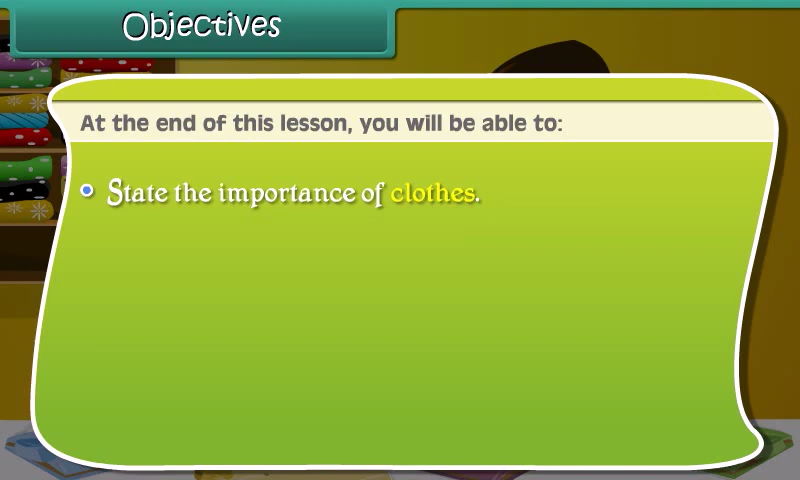 Objectives
At the end of this lesson, you will be able to:
State the importance of clothes.